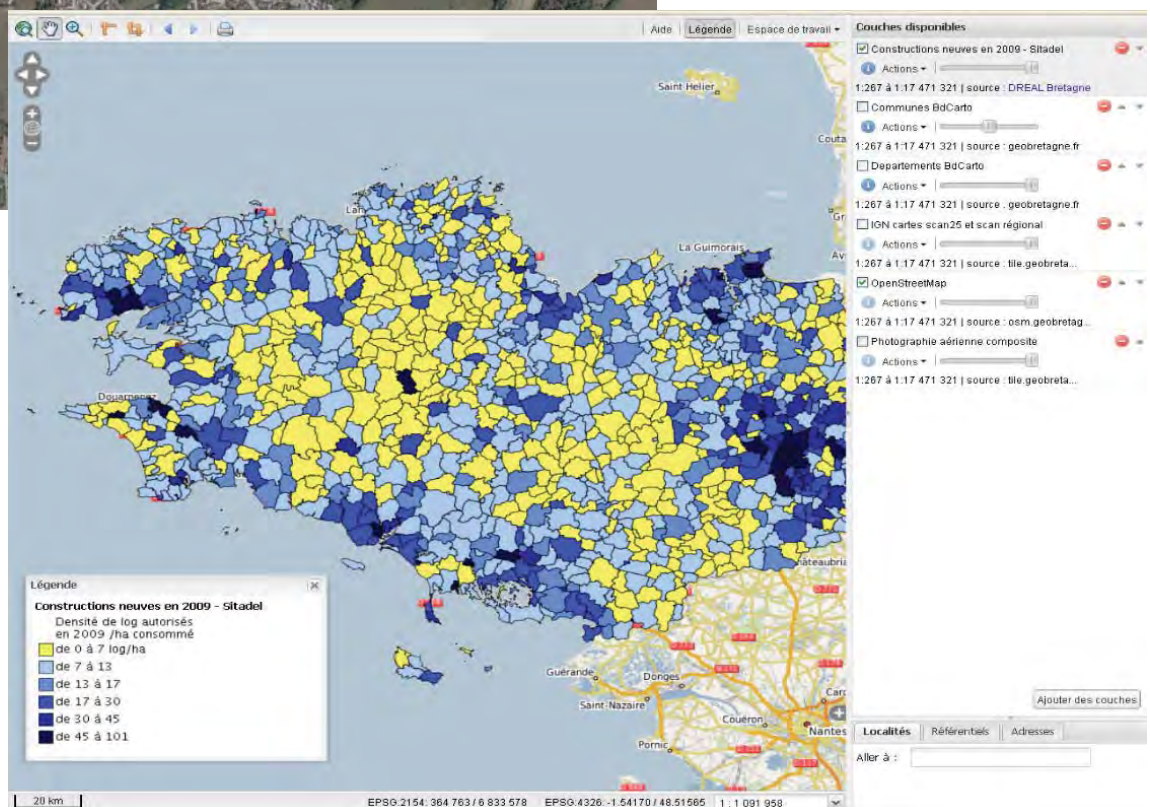 Aide Légende Espace de travail
Couches disponibles
Constructions neuves en 2009 - Sitadel
Actions
1:267 à 1:17 471 321 | source : DREAL Bretagne
Communes BdCarto
Actions
1:267 à 1:17 471 321 | source : geobretagne.fr
Departements BdCarto
Actions
1:267 à 1:17 471 321 | source : geobretagne.fr
IGN cartes scan25 et scan régional
Actions
1:267 à 1:17 471 321 | source : tile.geobreta...
OpenStreetMap
Actions
1:267 à 1:17 471 321 | source : osm.geobretag...
Photographie aérienne composite
Actions
1:267 à 1:17 471 321 | source : tile.geobreta...
Saint Helier
Couta
Lan
La Guimorais
Douarnenez
hâteaubria
Guérande
Donges
Saint-Nazaire
Couëron
Nantes
Pornic
Légende
Constructions neuves en 2009 - Sitadel
Densité de log autorisés
en 2009 /ha consommé
de 0 à 7 log/ha
de 7 à 13
de 13 à 17
de 17 à 30
de 30 à 45
de 45 à 101
Ajouter des couches
Localités Référentiels Adresses
Aller à :
20 km
EPSG:2154: 364 763 / 6 833 578 EPSG:4326: -1.54170 / 48.51565 1 : 1 091 958